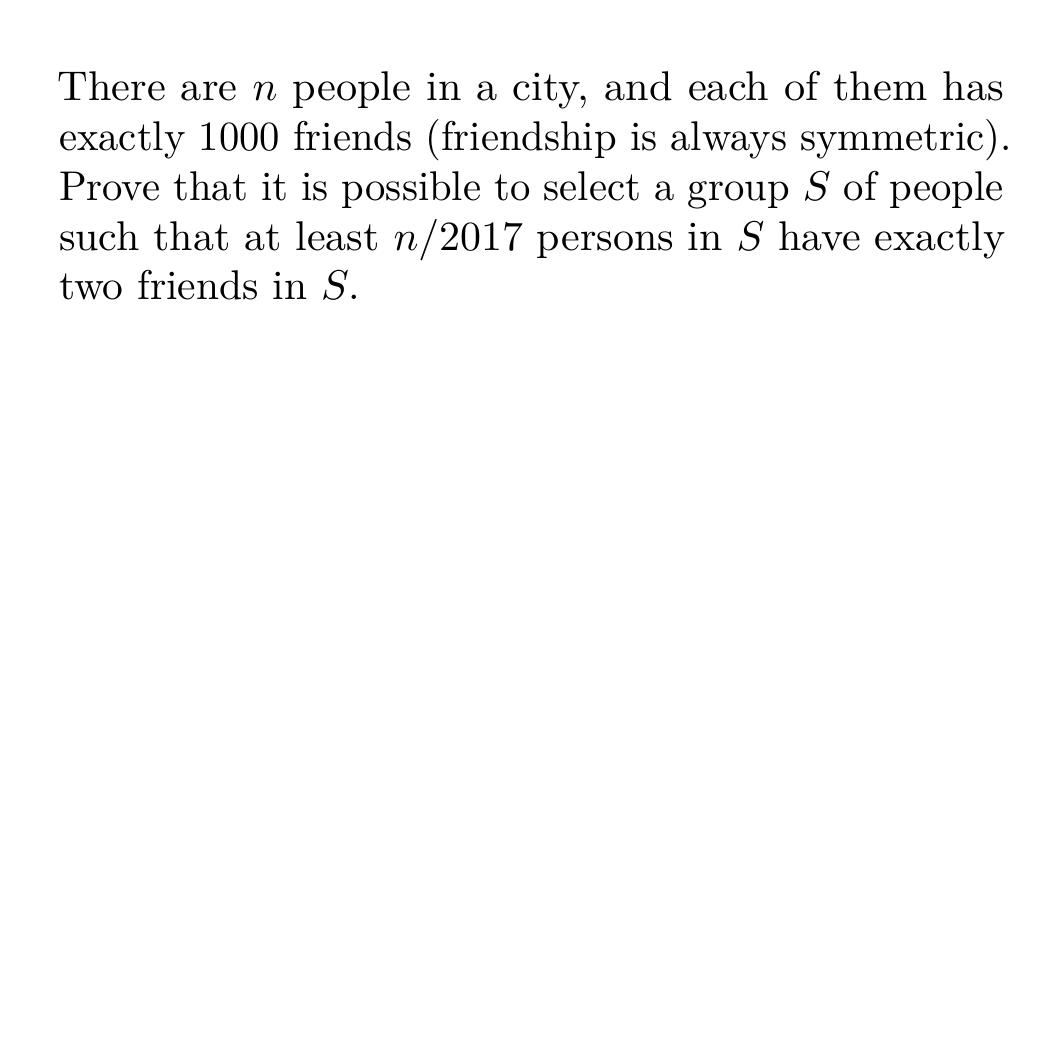 There are n people in a city, and each of them has
exactly 1000 friends (friendship is always symmetric).
Prove that it is possible to select a group S of people
such that at least n/2017 persons in S have exactly
two friends in S.